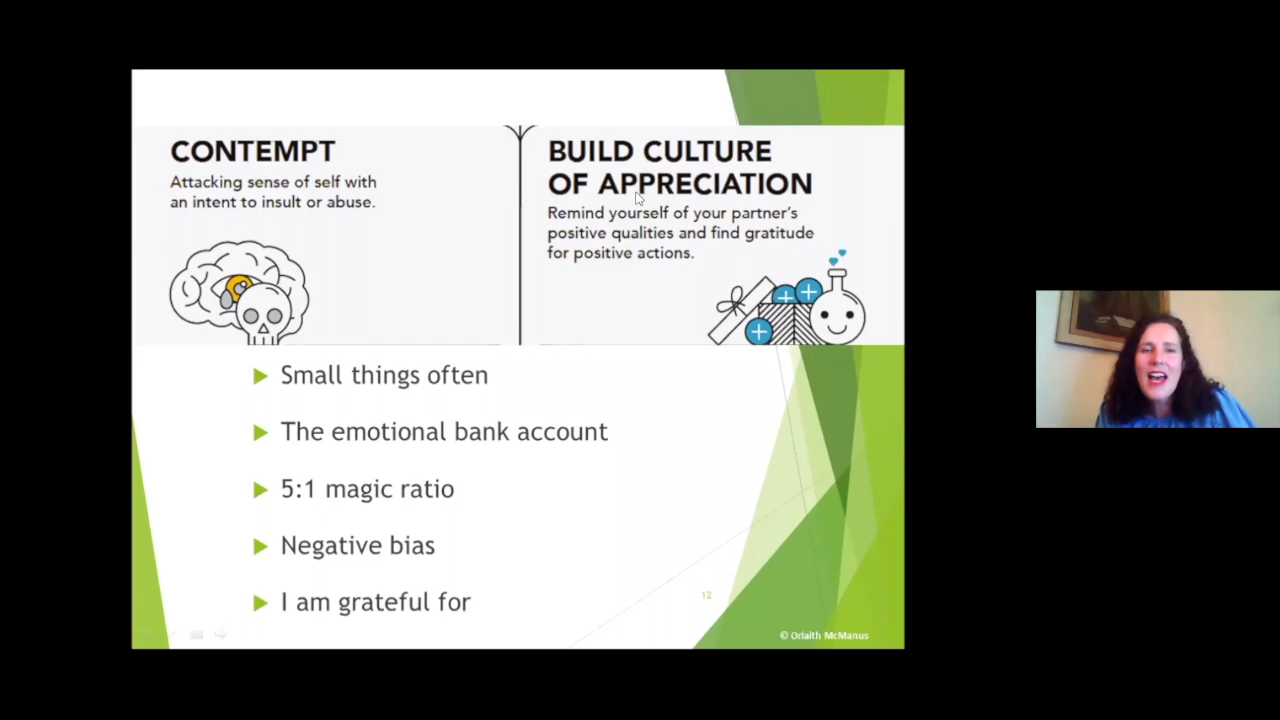 CONTEMPT
Attacking sense of self with
an intent to insult or abuse.
BUILD CULTURE
OF APPRECIATION
Remind yourself of your partner's
positive qualities and find gratitude
for positive actions.
Small things often
The emotional bank account
5:1 magic ratio
Negative bias
I am grateful for
12
© Orlaith McManus